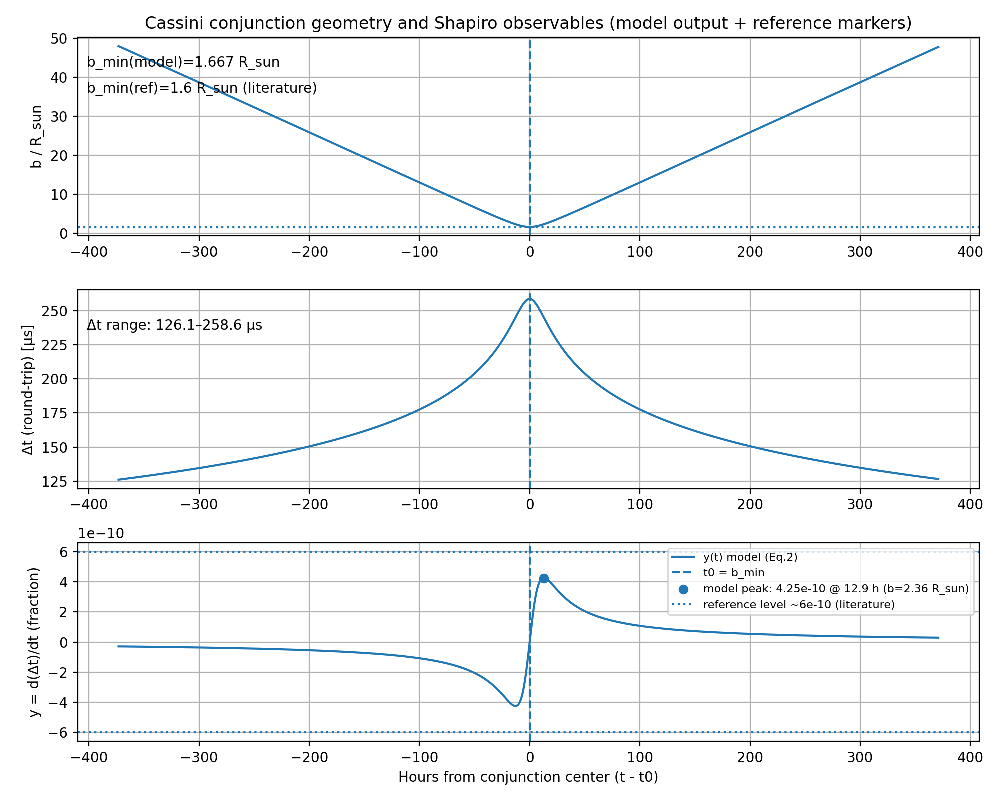 Cassini conjunction geometry and Shapiro observables (model output + reference markers)
50
40
30
20
10
0
b / R_sun
b_min(model)=1.667 R_sun
b_min(ref)=1.6 R_sun (literature)
−400 −300 −200 −100 0 100 200 300 400
250
225
200
175
150
125
Δt (round-trip) [μs]
Δt range: 126.1–258.6 μs
−400 −300 −200 −100 0 100 200 300 400
1e−10
6
4
2
0
−2
−4
−6
y = d(Δt)/dt (fraction)
y(t) model (Eq.2)
t0 = b_min
model peak: 4.25e-10 @ 12.9 h (b=2.36 R_sun)
reference level ~6e-10 (literature)
−400 −300 −200 −100 0 100 200 300 400
Hours from conjunction center (t - t0)